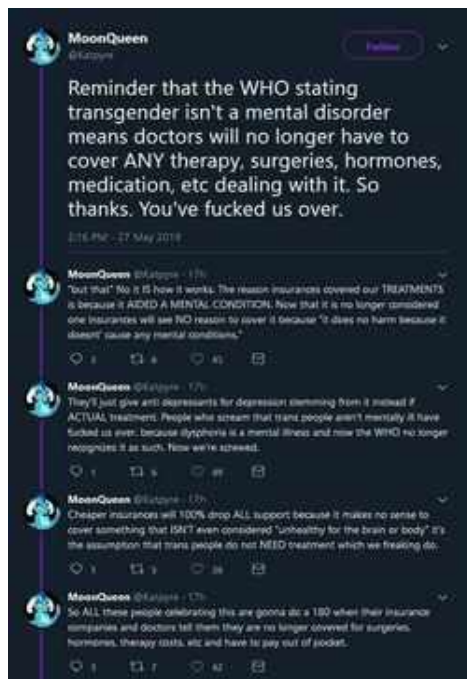 MoonQueen
@Katpyre
Follow
Reminder that the WHO stating
transgender isn't a mental disorder
means doctors will no longer have to
cover ANY therapy, surgeries, hormones,
medication, etc dealing with it. So
thanks. You've fucked us over.
2:16 PM - 27 May 2019
MoonQueen @Katpyre · 17h
"but that" No it IS how it works. The reason insurances covered our TREATMENTS
is because it AIDED A MENTAL CONDITION. Now that it is no longer considered
one insurances will see NO reason to cover it because "it does no harm because it
doesnt' cause any mental conditions."
MoonQueen @Katpyre · 17h
They'll just give anti depressants for depression stemming from it instead if
ACTUAL treatment. People who scream that trans people aren't mentally ill have
fucked us over, because dysphoria is a mental illness and now the WHO no longer
recognizes it as such. Now we're screwed.
MoonQueen @Katpyre · 17h
Cheaper insurances will 100% drop ALL support because it makes no sense to
cover something that ISN'T even considered "unhealthy for the brain or body" it's
the assumption that trans people do not NEED treatment which we freaking do.
MoonQueen @Katpyre · 17h
So ALL these people celebrating this are gonna do a 180 when their insurance
companies and doctors tell them they are no longer covered for surgeries,
hormones, therapy costs, etc and have to pay out of pocket.